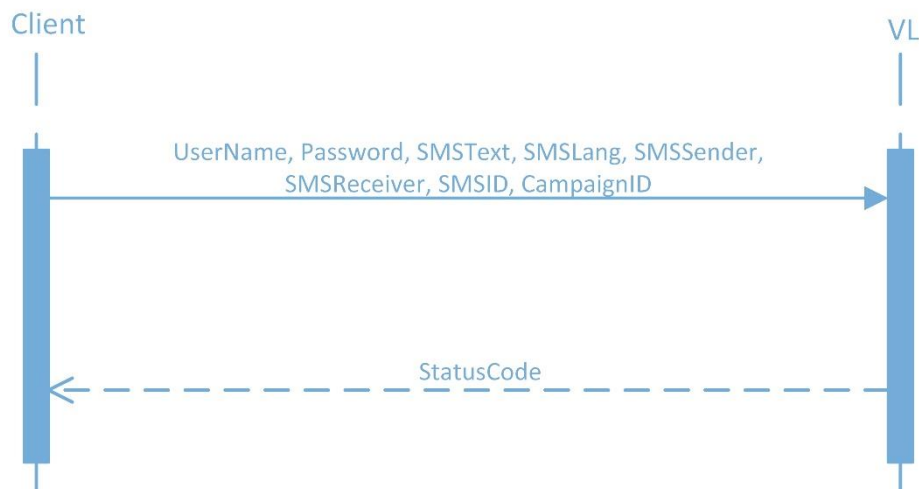 Client
VL
UserName, Password, SMSText, SMSLang, SMSSender,
SMSReceiver, SMSID, CampaignID
StatusCode